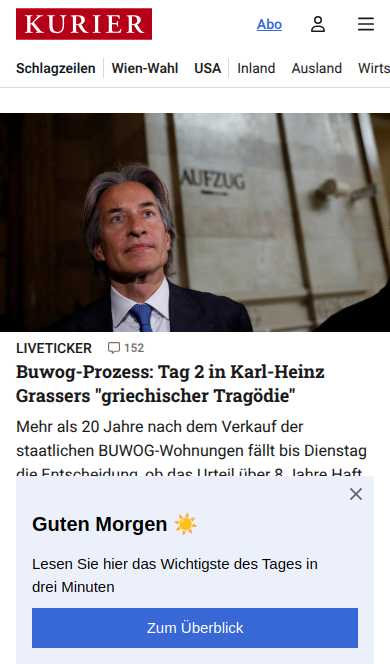 KURIER
Abo
Schlagzeilen Wien-Wahl USA Inland Ausland Wirts
AUFZUG
LIVETICKER 152
Buwog-Prozess: Tag 2 in Karl-Heinz
Grassers "griechischer Tragödie"
Mehr als 20 Jahre nach dem Verkauf der
staatlichen BUWOG-Wohnungen fällt bis Dienstag
die Entscheidung, ob das Urteil über 8 Jahre Haft
Guten Morgen ☀️
Lesen Sie hier das Wichtigste des Tages in
drei Minuten
Zum Überblick